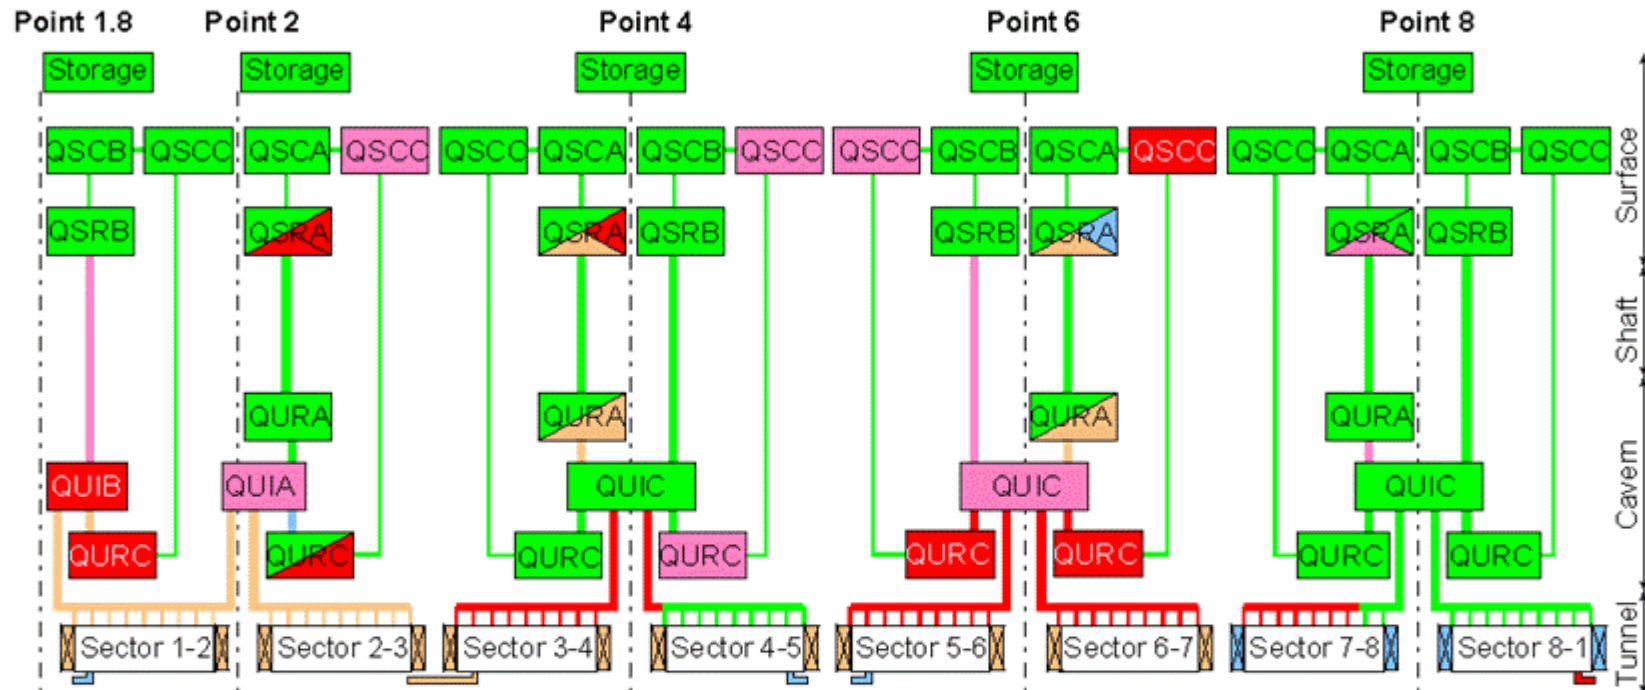 Point 1.8 Point 2 Point 4 Point 6 Point 8
Storage Storage Storage Storage Storage
QSCB QSCC QSCA QSCC QSCC QSCA QSCB QSCC QSCC QSCB QSCA QSCC QSCC QSCA QSCB QSCC
Surface
QSRB QSRA QSRA QSRB QSRB QSRA QSRA QSRB
Shaft
QURA QURA QURA QURA
Cavern
QUIB QUIA QUIC QUIC QUIC
QURC QURC QURC QURC QURC QURC QURC QURC
Tunnel
Sector 1-2 Sector 2-3 Sector 3-4 Sector 4-5 Sector 5-6 Sector 6-7 Sector 7-8 Sector 8-1